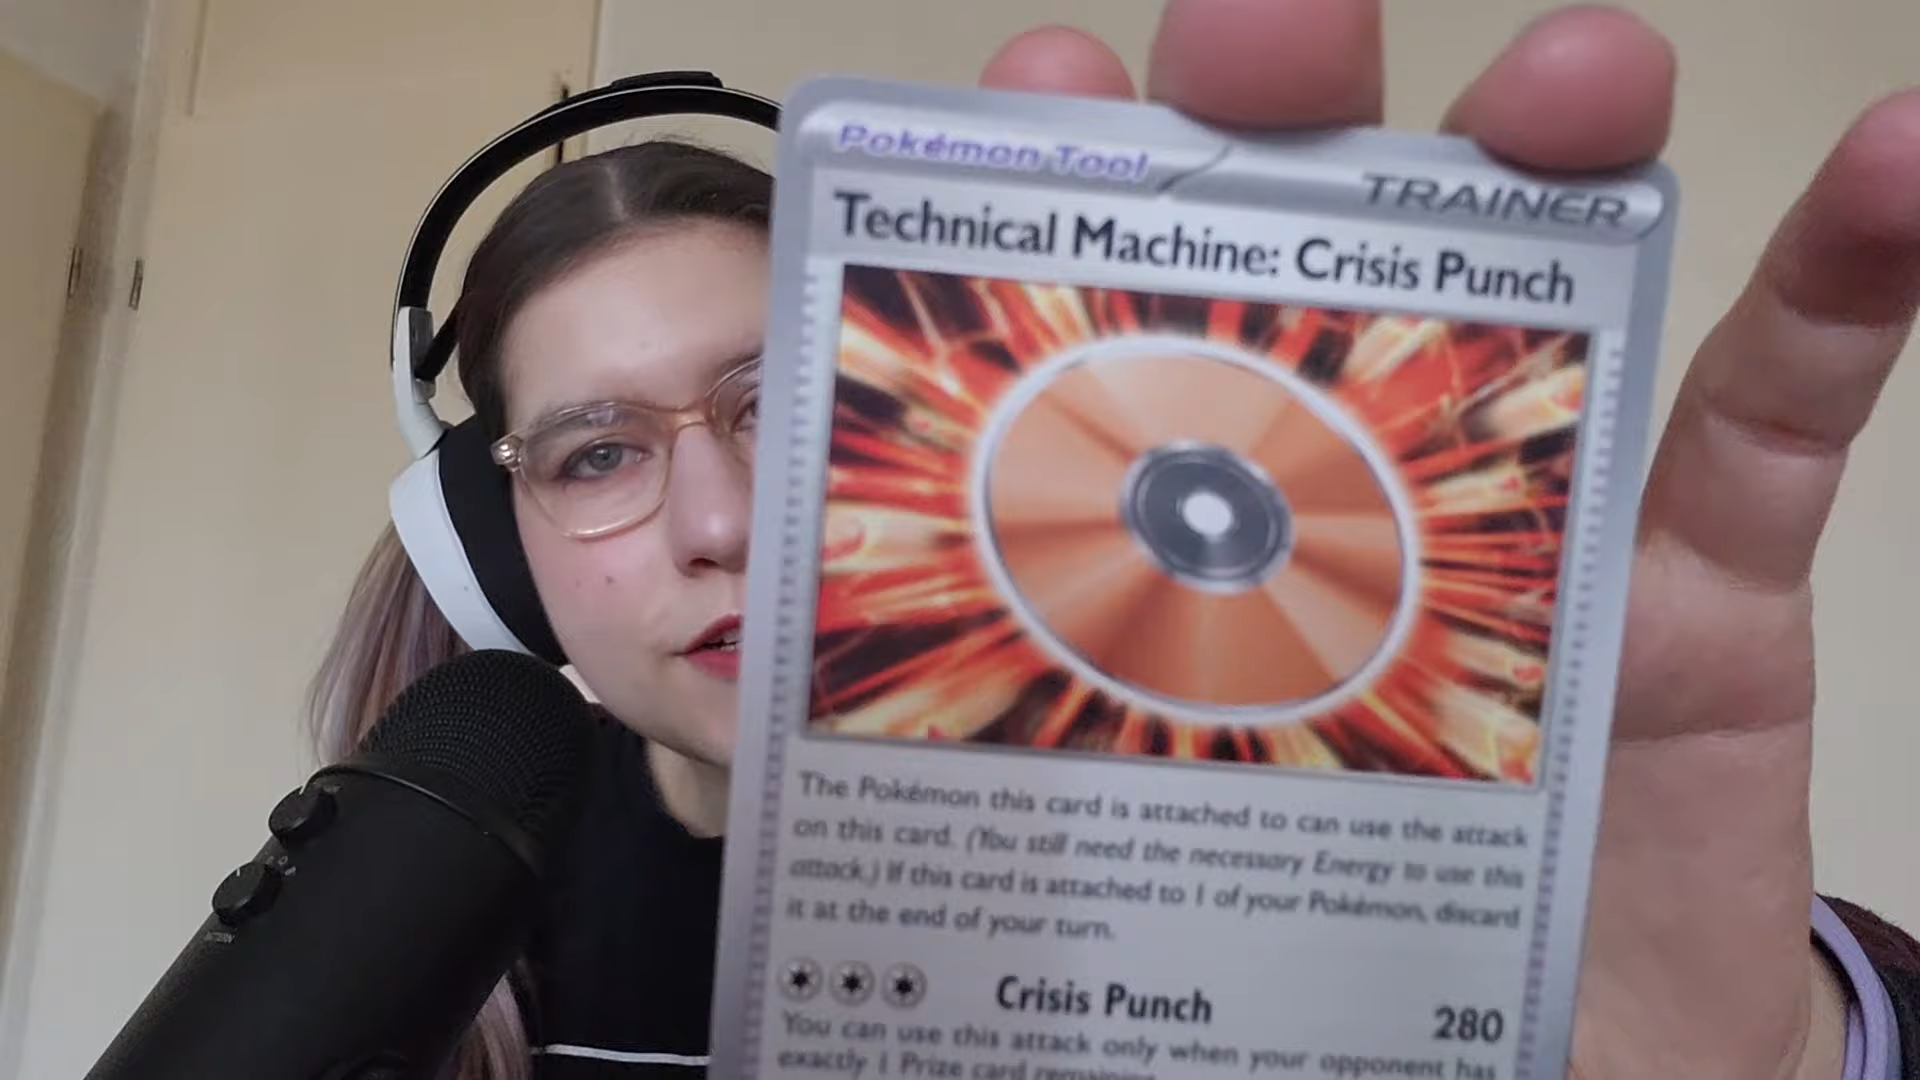 Pokémon Tool
TRAINER
Technical Machine: Crisis Punch
The Pokémon this card is attached to can use the attack
on this card. (You still need the necessary Energy to use this
attack.) If this card is attached to 1 of your Pokémon, discard
it at the end of your turn.
Crisis Punch 280
You can use this attack only when your opponent has
exactly 1 Prize card remaining.